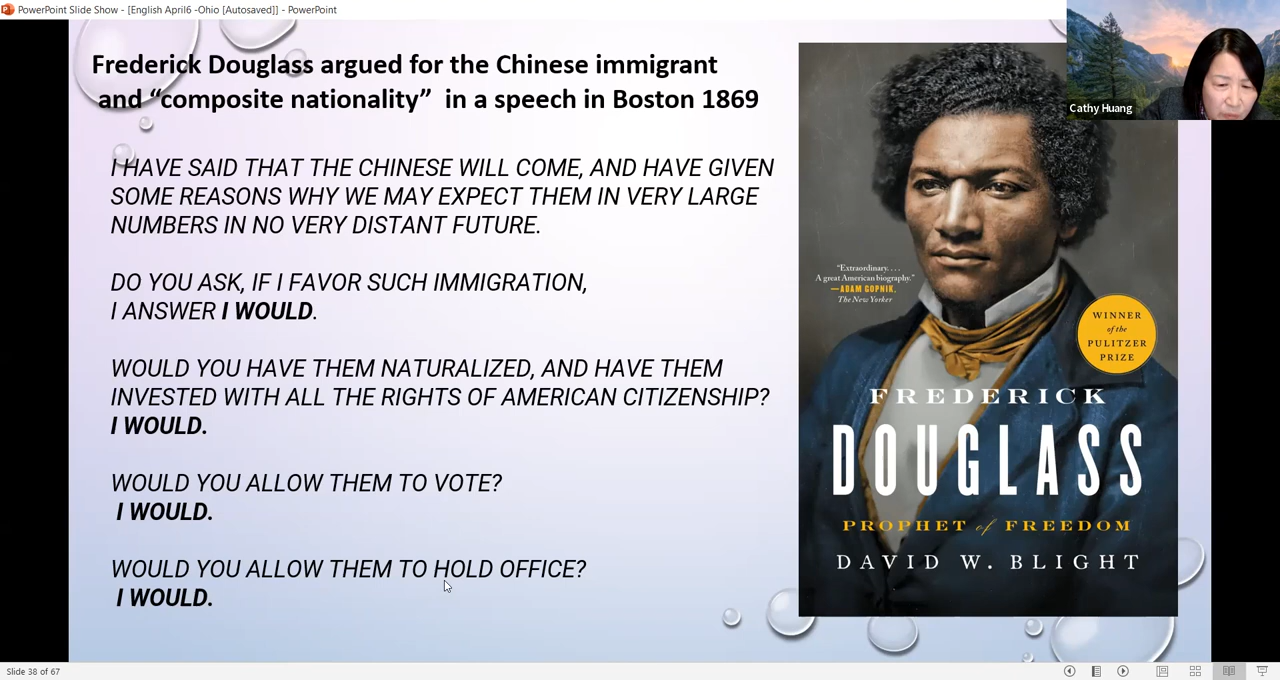 PowerPoint Slide Show - [English April6 -Ohio [Autosaved]] - PowerPoint
Cathy Huang
Frederick Douglass argued for the Chinese immigrant
and “composite nationality” in a speech in Boston 1869
I HAVE SAID THAT THE CHINESE WILL COME, AND HAVE GIVEN
SOME REASONS WHY WE MAY EXPECT THEM IN VERY LARGE
NUMBERS IN NO VERY DISTANT FUTURE.
DO YOU ASK, IF I FAVOR SUCH IMMIGRATION,
I ANSWER I WOULD.
WOULD YOU HAVE THEM NATURALIZED, AND HAVE THEM
INVESTED WITH ALL THE RIGHTS OF AMERICAN CITIZENSHIP?
I WOULD.
WOULD YOU ALLOW THEM TO VOTE?
I WOULD.
WOULD YOU ALLOW THEM TO HOLD OFFICE?
I WOULD.
“Extraordinary. . . .
A great American biography.”
—ADAM GOPNIK,
The New Yorker
WINNER
of the
PULITZER
PRIZE
FREDERICK
DOUGLASS
PROPHET of FREEDOM
DAVID W. BLIGHT
Slide 38 of 67